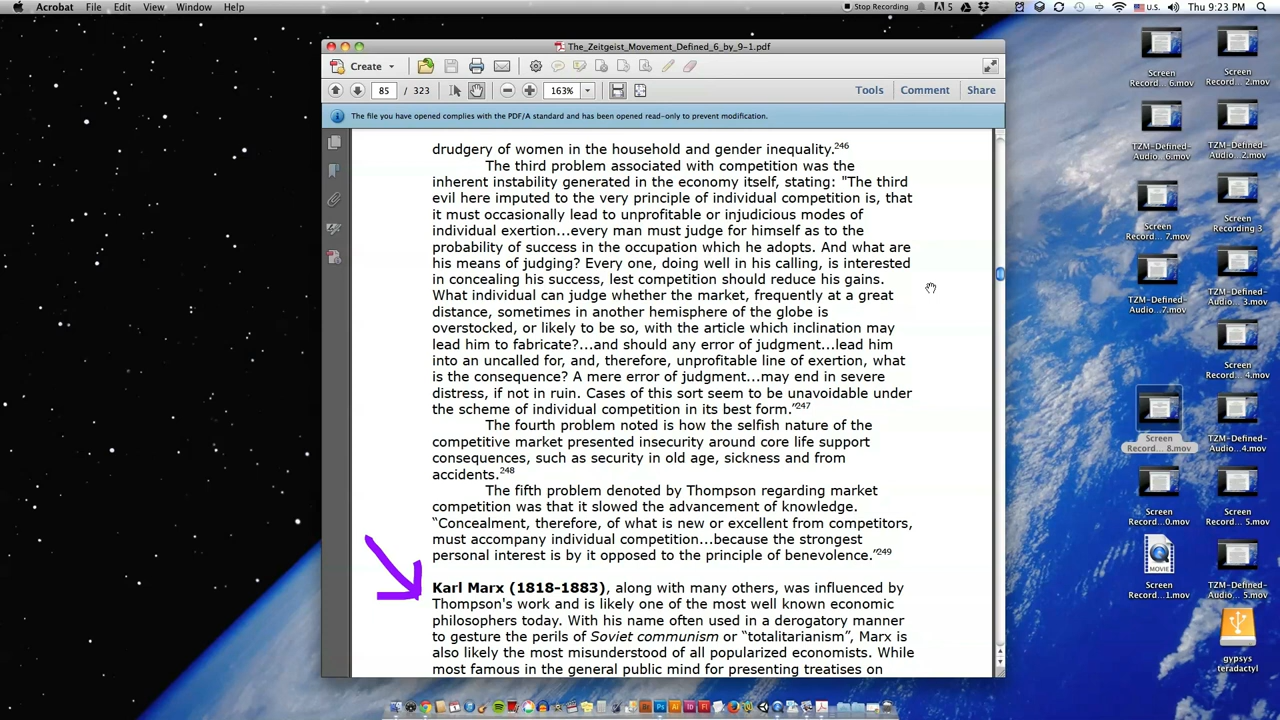 Acrobat File Edit View Window Help
Stop Recording 5 U.S. Thu 9:23 PM
The_Zeitgeist_Movement_Defined_6_by_9-1.pdf
Create
85 / 323 163% Tools Comment Share
The file you have opened complies with the PDF/A standard and has been opened read-only to prevent modification.
drudgery of women in the household and gender inequality.246
The third problem associated with competition was the
inherent instability generated in the economy itself, stating: "The third
evil here imputed to the very principle of individual competition is, that
it must occasionally lead to unprofitable or injudicious modes of
individual exertion...every man must judge for himself as to the
probability of success in the occupation which he adopts. And what are
his means of judging? Every one, doing well in his calling, is interested
in concealing his success, lest competition should reduce his gains.
What individual can judge whether the market, frequently at a great
distance, sometimes in another hemisphere of the globe is
overstocked, or likely to be so, with the article which inclination may
lead him to fabricate?...and should any error of judgment...lead him
into an uncalled for, and, therefore, unprofitable line of exertion, what
is the consequence? A mere error of judgment...may end in severe
distress, if not in ruin. Cases of this sort seem to be unavoidable under
the scheme of individual competition in its best form.”247
The fourth problem noted is how the selfish nature of the
competitive market presented insecurity around core life support
consequences, such as security in old age, sickness and from
accidents.248
The fifth problem denoted by Thompson regarding market
competition was that it slowed the advancement of knowledge.
“Concealment, therefore, of what is new or excellent from competitors,
must accompany individual competition...because the strongest
personal interest is by it opposed to the principle of benevolence.”249
Karl Marx (1818-1883), along with many others, was influenced by
Thompson's work and is likely one of the most well known economic
philosophers today. With his name often used in a derogatory manner
to gesture the perils of Soviet communism or “totalitarianism”, Marx is
also likely the most misunderstood of all popularized economists. While
most famous in the general public mind for presenting treatises on
Screen
Record... 6.mov
Screen
Record... 2.mov
TZM-Defined-
Audio...6.mov
TZM-Defined-
Audio...2.mov
Screen
Record... 7.mov
Screen
Recording 3
TZM-Defined-
Audio...7.mov
TZM-Defined-
Audio...3.mov
Screen
Record... 4.mov
Screen
Record... 8.mov
TZM-Defined-
Audio...4.mov
Screen
Record...0.mov
Screen
Record... 5.mov
MOVIE
Screen
Record...1.mov
TZM-Defined-
Audio...5.mov
gypsys
teradactyl